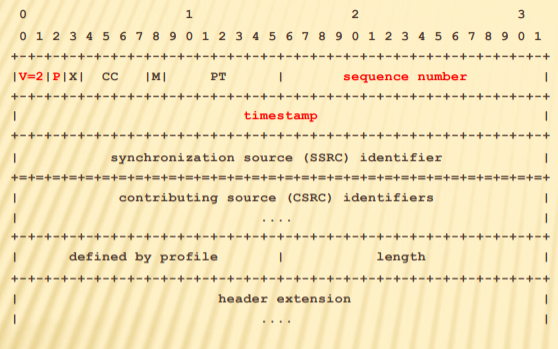 0 1 2 3
0 1 2 3 4 5 6 7 8 9 0 1 2 3 4 5 6 7 8 9 0 1 2 3 4 5 6 7 8 9 0 1
+-+-+-+-+-+-+-+-+-+-+-+-+-+-+-+-+-+-+-+-+-+-+-+-+-+-+-+-+-+-+-+-+
|V=2|P|X| CC |M| PT | sequence number |
+-+-+-+-+-+-+-+-+-+-+-+-+-+-+-+-+-+-+-+-+-+-+-+-+-+-+-+-+-+-+-+-+
| timestamp |
+-+-+-+-+-+-+-+-+-+-+-+-+-+-+-+-+-+-+-+-+-+-+-+-+-+-+-+-+-+-+-+-+
| synchronization source (SSRC) identifier |
+=+=+=+=+=+=+=+=+=+=+=+=+=+=+=+=+=+=+=+=+=+=+=+=+=+=+=+=+=+=+=+=+
| contributing source (CSRC) identifiers |
| .... |
+-+-+-+-+-+-+-+-+-+-+-+-+-+-+-+-+-+-+-+-+-+-+-+-+-+-+-+-+-+-+-+-+
| defined by profile | length |
+-+-+-+-+-+-+-+-+-+-+-+-+-+-+-+-+-+-+-+-+-+-+-+-+-+-+-+-+-+-+-+-+
| header extension |
| .... |